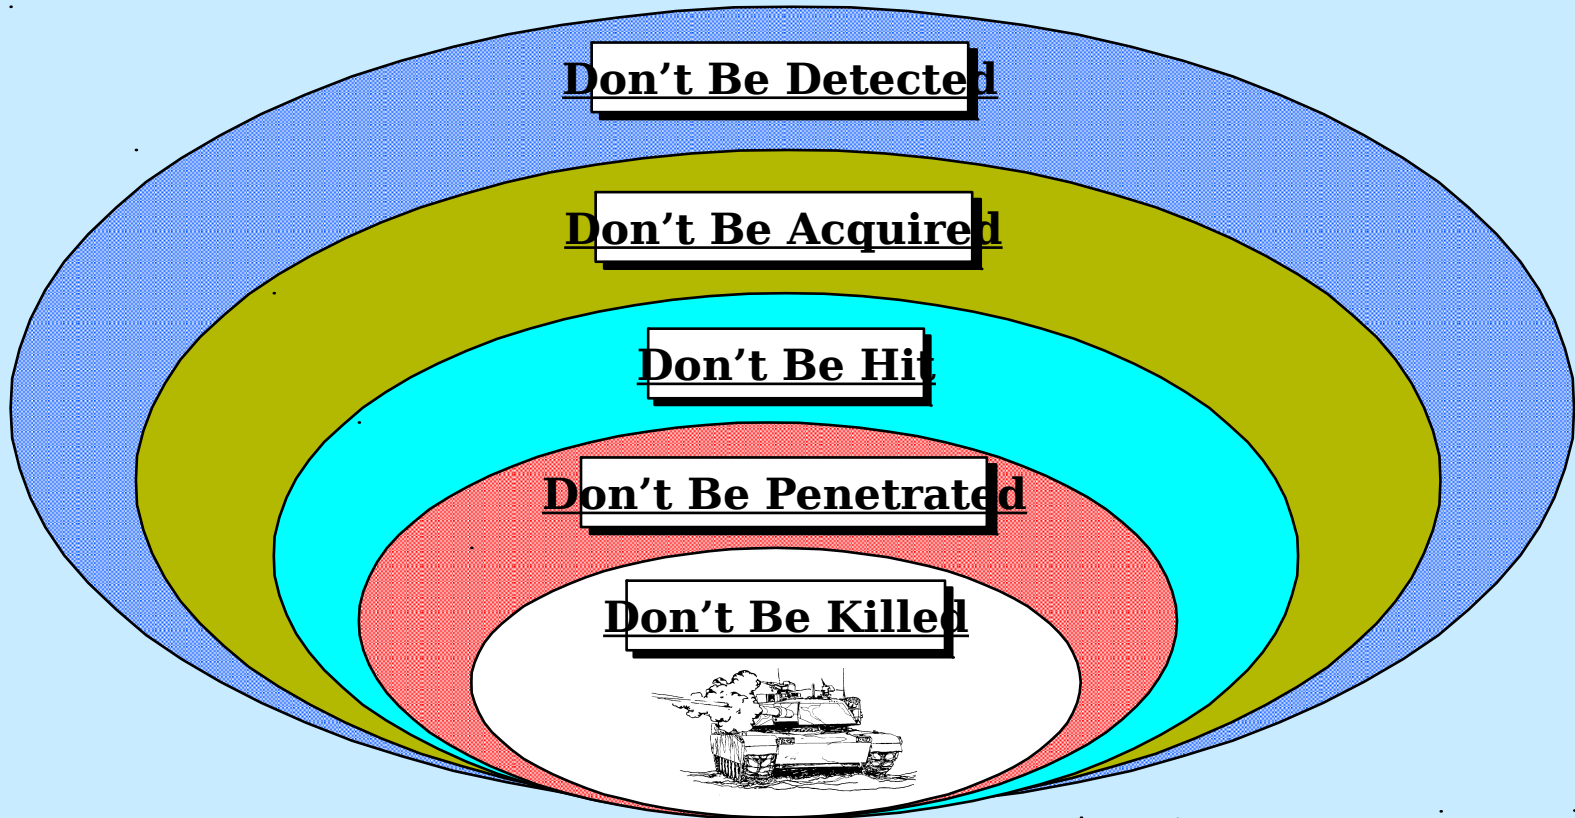 Don’t Be Detected
Don’t Be Acquired
Don’t Be Hit
Don’t Be Penetrated
Don’t Be Killed